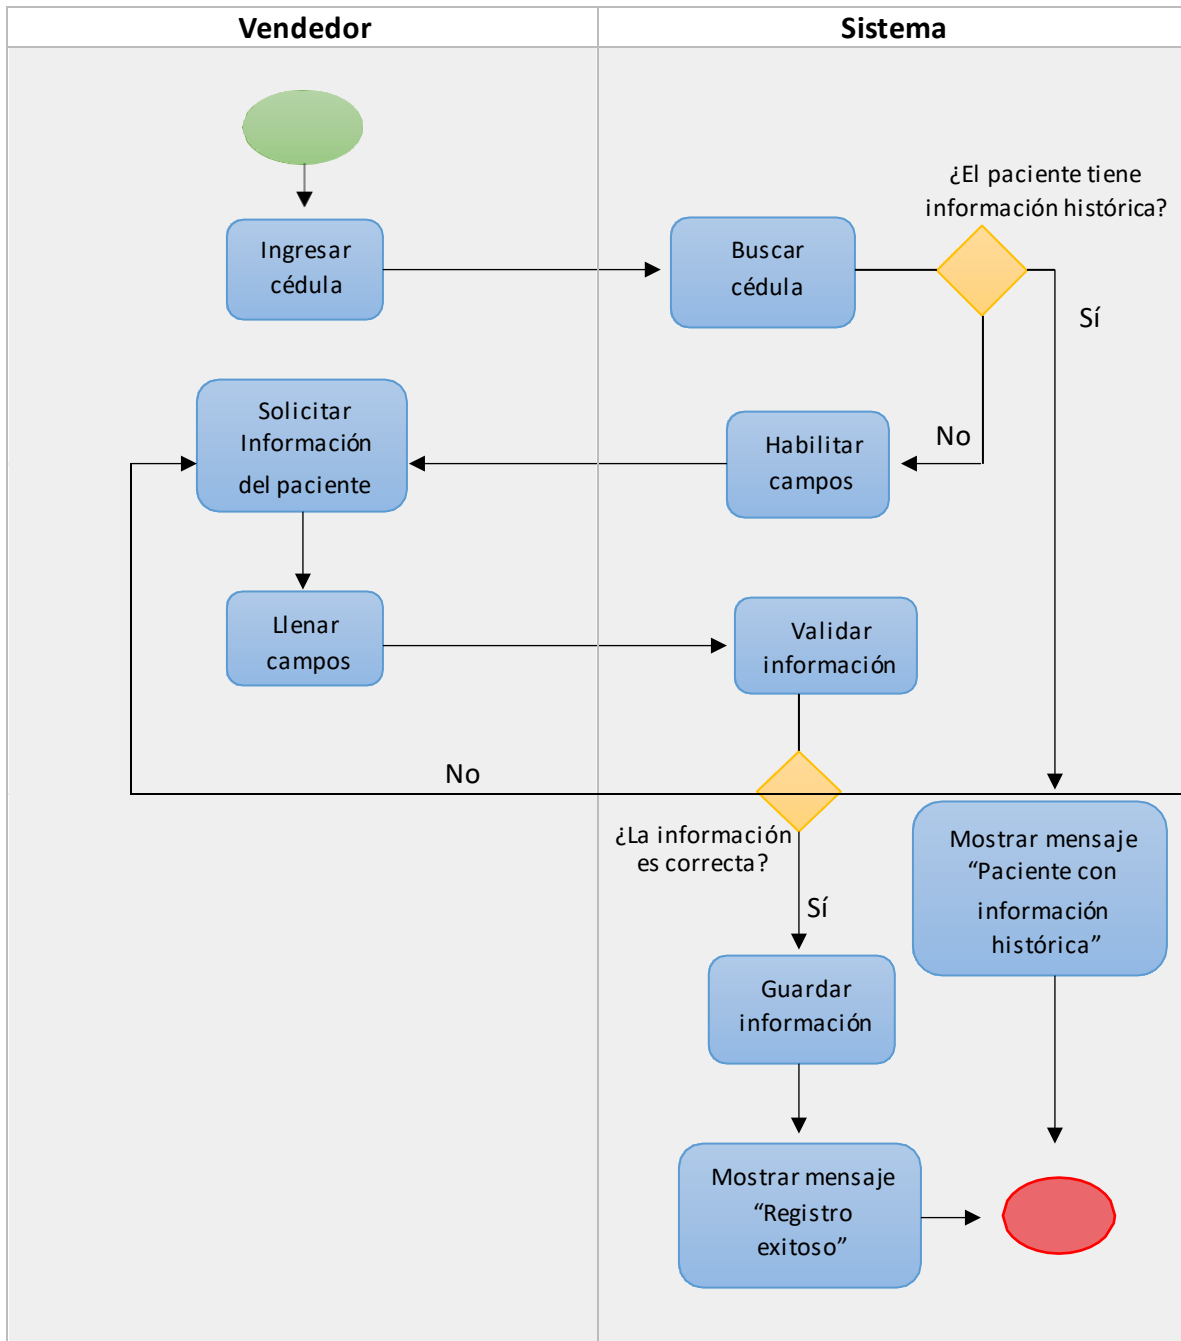 Vendedor
Sistema
¿El paciente tiene
información histórica?
Ingresar
cédula
Buscar
cédula
Sí
Solicitar
Información
del paciente
Habilitar
campos
No
Llenar
campos
Validar
información
No
¿La información
es correcta?
Sí
Mostrar mensaje
“Paciente con
información
histórica”
Guardar
información
Mostrar mensaje
“Registro
exitoso”